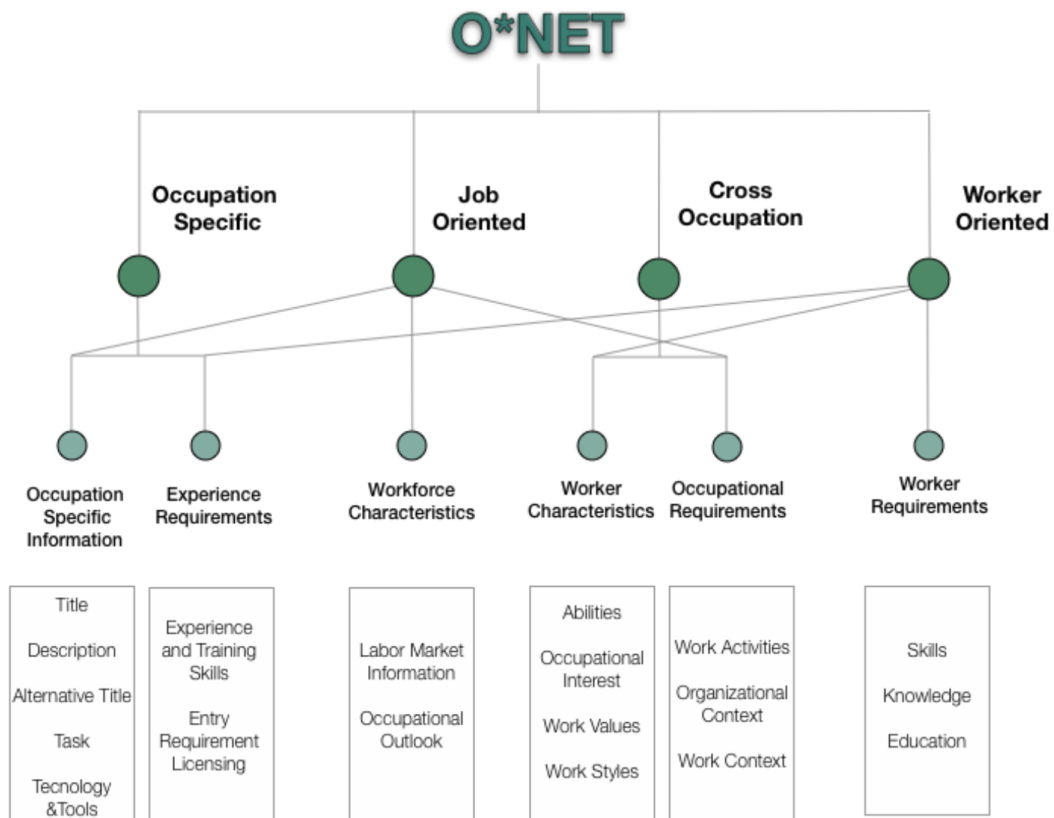 O*NET
Occupation
Specific
Job
Oriented
Cross
Occupation
Worker
Oriented
Occupation
Specific
Information
Experience
Requirements
Workforce
Characteristics
Worker
Characteristics
Occupational
Requirements
Worker
Requirements
Title
Description
Alternative Title
Task
Tecnology
&Tools
Experience
and Training
Skills
Entry
Requirement
Licensing
Labor Market
Information
Occupational
Outlook
Abilities
Occupational
Interest
Work Values
Work Styles
Work Activities
Organizational
Context
Work Context
Skills
Knowledge
Education